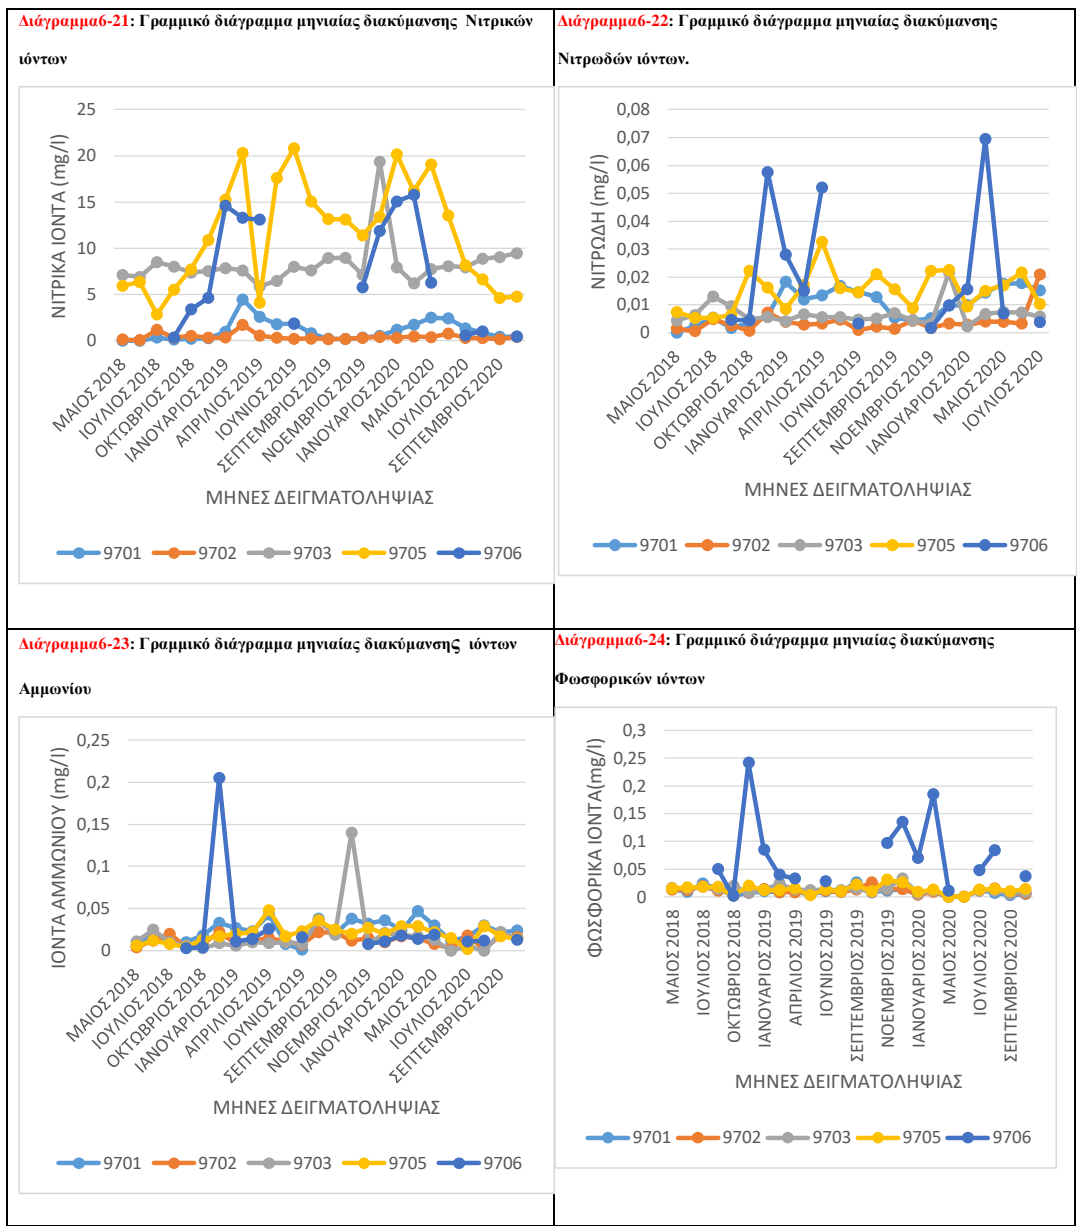 Διάγραμμα6-21: Γραμμικό διάγραμμα μηνιαίας διακύμανσης Νιτρικών
ιόντων
25
20
15
10
5
0
ΝΙΤΡΙΚΑ ΙΟΝΤΑ (mg/l)
ΜΑΙΟΣ 2018
ΙΟΥΛΙΟΣ 2018
ΟΚΤΩΒΡΙΟΣ 2018
ΙΑΝΟΥΑΡΙΟΣ 2019
ΑΠΡΙΛΙΟΣ 2019
ΙΟΥΝΙΟΣ 2019
ΣΕΠΤΕΜΒΡΙΟΣ 2019
ΝΟΕΜΒΡΙΟΣ 2019
ΙΑΝΟΥΑΡΙΟΣ 2020
ΜΑΙΟΣ 2020
ΙΟΥΛΙΟΣ 2020
ΣΕΠΤΕΜΒΡΙΟΣ 2020
ΜΗΝΕΣ ΔΕΙΓΜΑΤΟΛΗΨΙΑΣ
9701 9702 9703 9705 9706
Διάγραμμα6-22: Γραμμικό διάγραμμα μηνιαίας διακύμανσης
Νιτρωδών ιόντων.
0,08
0,07
0,06
0,05
0,04
0,03
0,02
0,01
0
ΝΙΤΡΩΔΗ (mg/l)
ΜΑΙΟΣ 2018
ΙΟΥΛΙΟΣ 2018
ΟΚΤΩΒΡΙΟΣ 2018
ΙΑΝΟΥΑΡΙΟΣ 2019
ΑΠΡΙΛΙΟΣ 2019
ΙΟΥΝΙΟΣ 2019
ΣΕΠΤΕΜΒΡΙΟΣ 2019
ΝΟΕΜΒΡΙΟΣ 2019
ΙΑΝΟΥΑΡΙΟΣ 2020
ΜΑΙΟΣ 2020
ΙΟΥΛΙΟΣ 2020
ΜΗΝΕΣ ΔΕΙΓΜΑΤΟΛΗΨΙΑΣ
9701 9702 9703 9705 9706
Διάγραμμα6-23: Γραμμικό διάγραμμα μηνιαίας διακύμανσης ιόντων
Αμμωνίου
0,25
0,2
0,15
0,1
0,05
0
ΙΟΝΤΑ ΑΜΜΩΝΙΟΥ (mg/l)
ΜΑΙΟΣ 2018
ΙΟΥΛΙΟΣ 2018
ΟΚΤΩΒΡΙΟΣ 2018
ΙΑΝΟΥΑΡΙΟΣ 2019
ΑΠΡΙΛΙΟΣ 2019
ΙΟΥΝΙΟΣ 2019
ΣΕΠΤΕΜΒΡΙΟΣ 2019
ΝΟΕΜΒΡΙΟΣ 2019
ΙΑΝΟΥΑΡΙΟΣ 2020
ΜΑΙΟΣ 2020
ΙΟΥΛΙΟΣ 2020
ΣΕΠΤΕΜΒΡΙΟΣ 2020
ΜΗΝΕΣ ΔΕΙΓΜΑΤΟΛΗΨΙΑΣ
9701 9702 9703 9705 9706
Διάγραμμα6-24: Γραμμικό διάγραμμα μηνιαίας διακύμανσης
Φωσφορικών ιόντων
0,3
0,25
0,2
0,15
0,1
0,05
0
ΦΩΣΦΟΡΙΚΑ ΙΟΝΤΑ(mg/l)
ΜΑΙΟΣ 2018
ΙΟΥΛΙΟΣ 2018
ΟΚΤΩΒΡΙΟΣ 2018
ΙΑΝΟΥΑΡΙΟΣ 2019
ΑΠΡΙΛΙΟΣ 2019
ΙΟΥΝΙΟΣ 2019
ΣΕΠΤΕΜΒΡΙΟΣ 2019
ΝΟΕΜΒΡΙΟΣ 2019
ΙΑΝΟΥΑΡΙΟΣ 2020
ΜΑΙΟΣ 2020
ΙΟΥΛΙΟΣ 2020
ΣΕΠΤΕΜΒΡΙΟΣ 2020
ΜΗΝΕΣ ΔΕΙΓΜΑΤΟΛΗΨΙΑΣ
9701 9702 9703 9705 9706